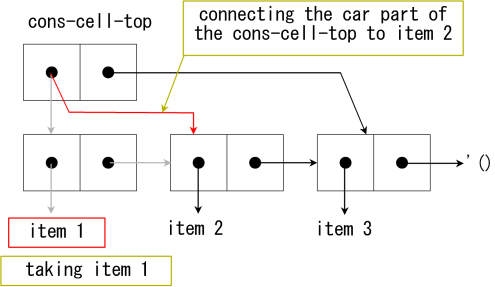 cons-cell-top
connecting the car part of
the cons-cell-top to item 2
'()
item 1
item 2
item 3
taking item 1